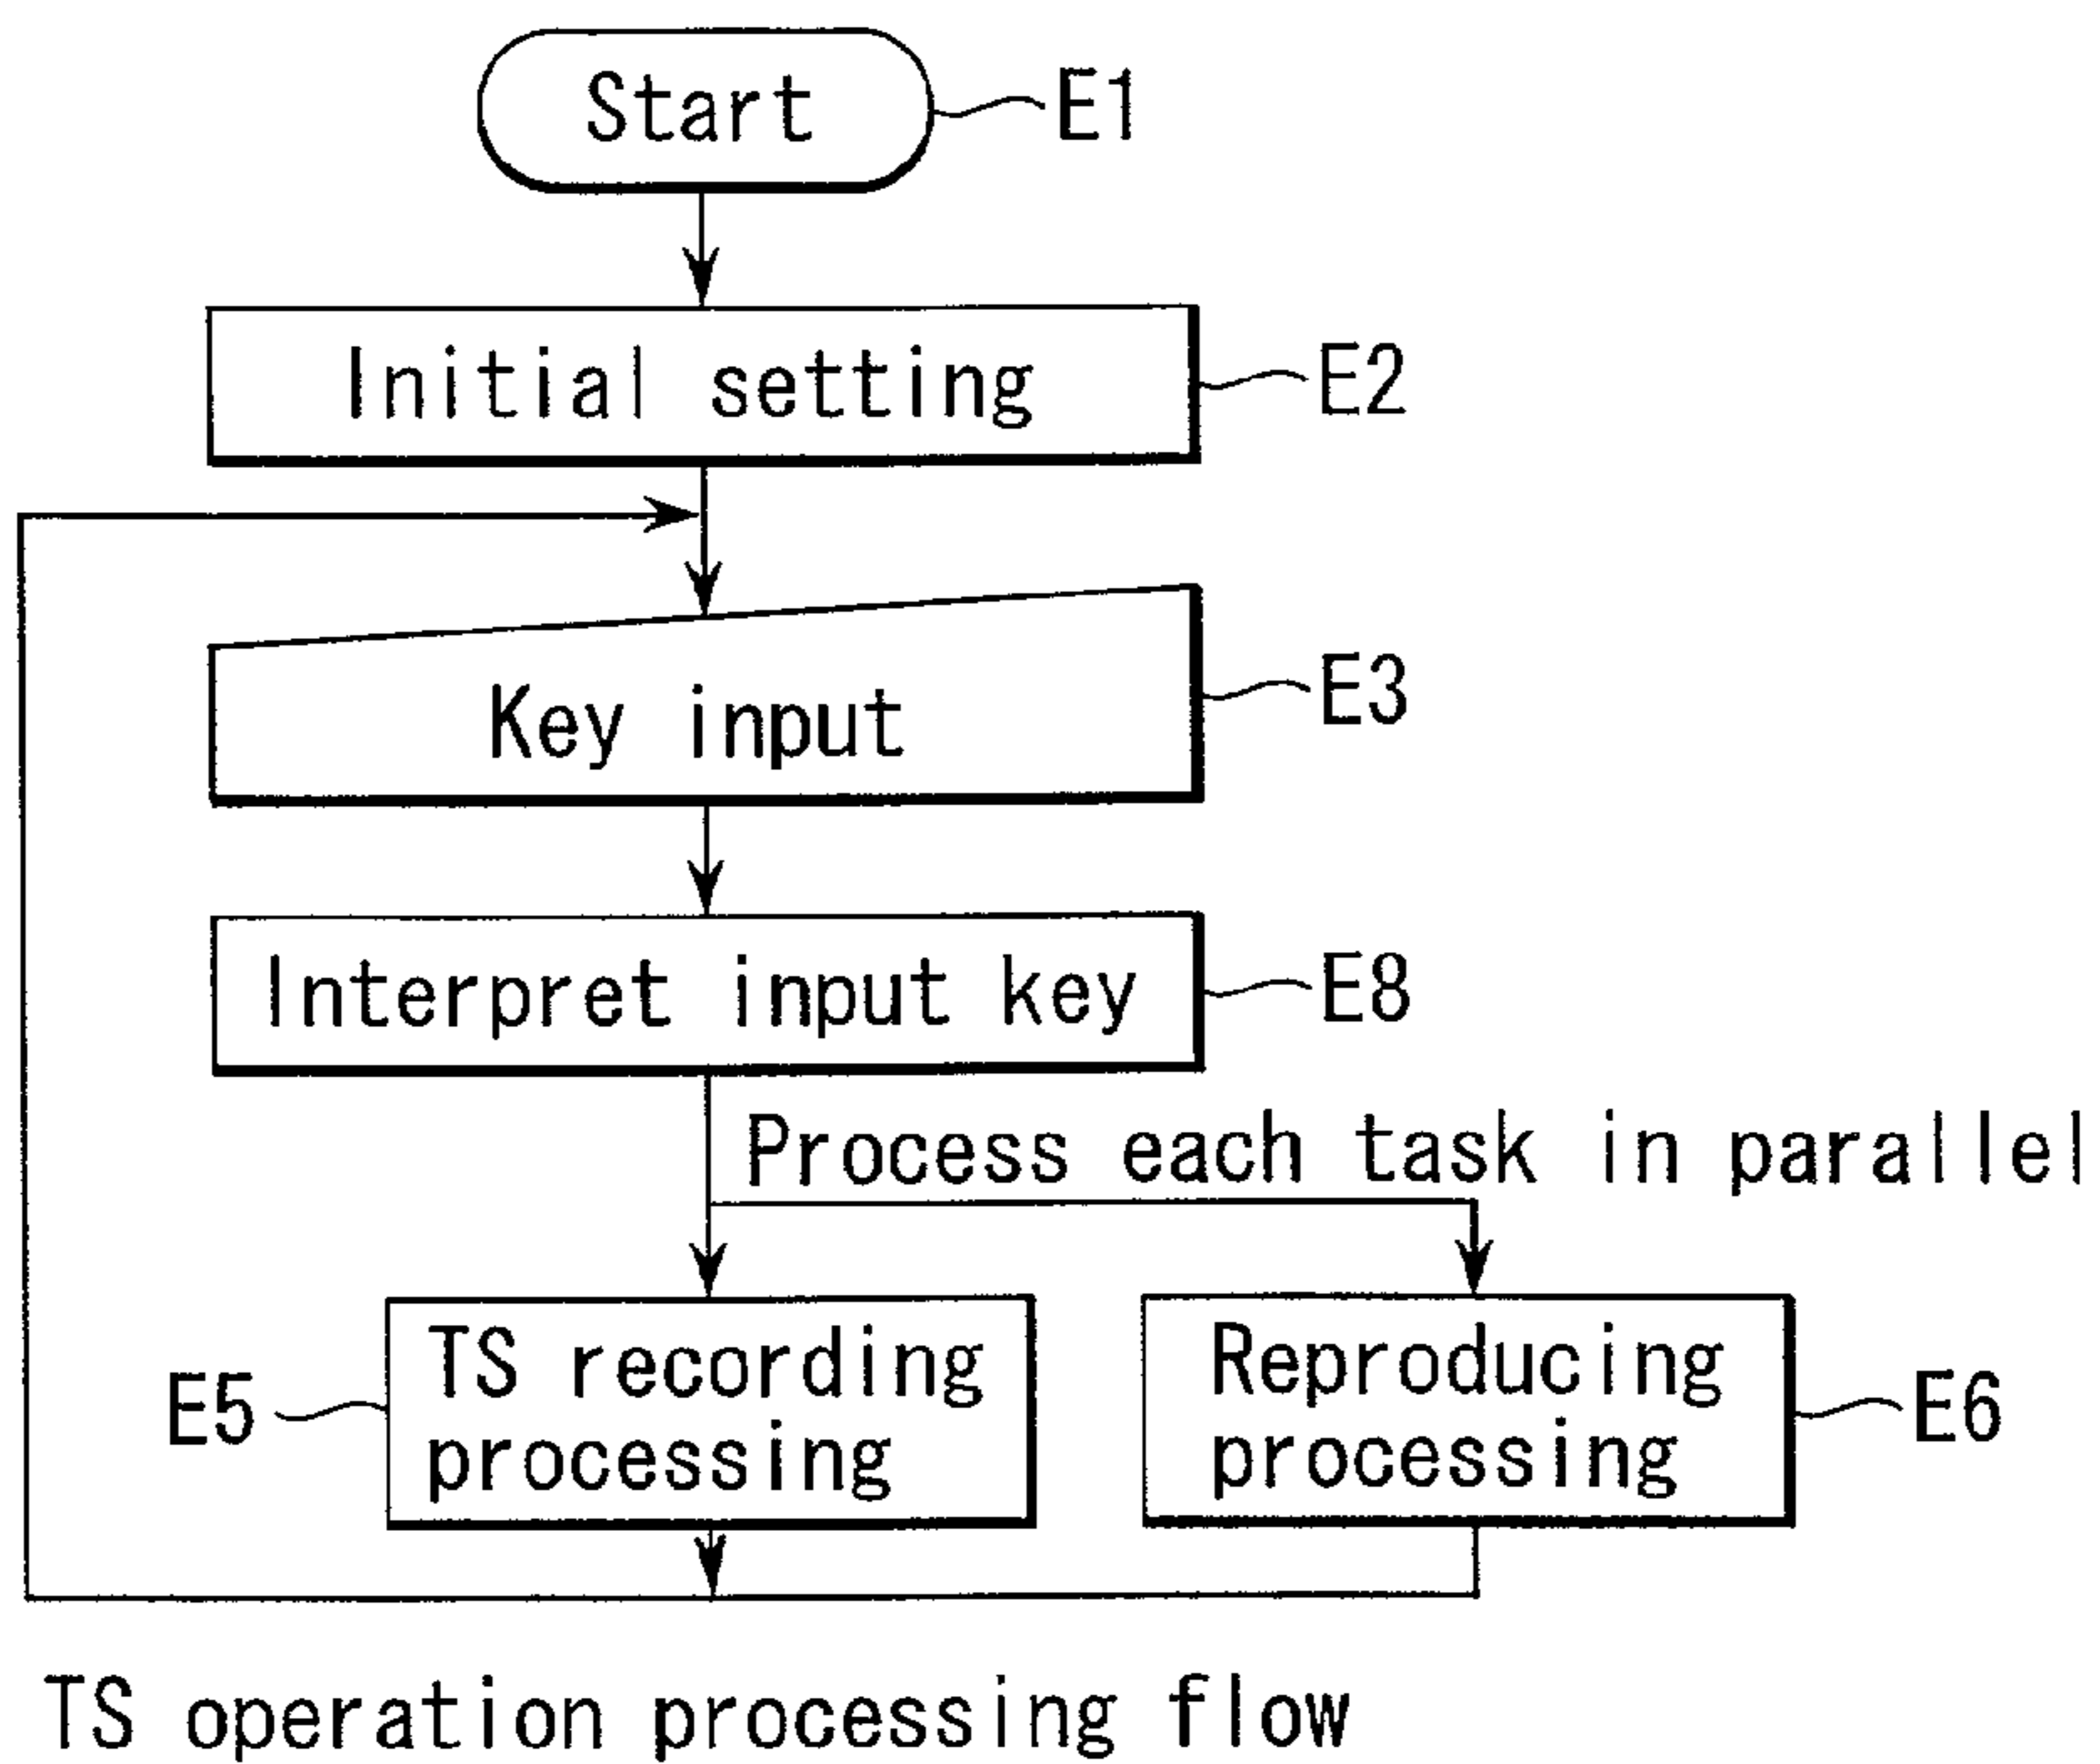 Start E1
Initial setting E2
Key input E3
Interpret input key E8
Process each task in parallel
E5 TS recording
processing
Reproducing
processing E6
TS operation processing flow